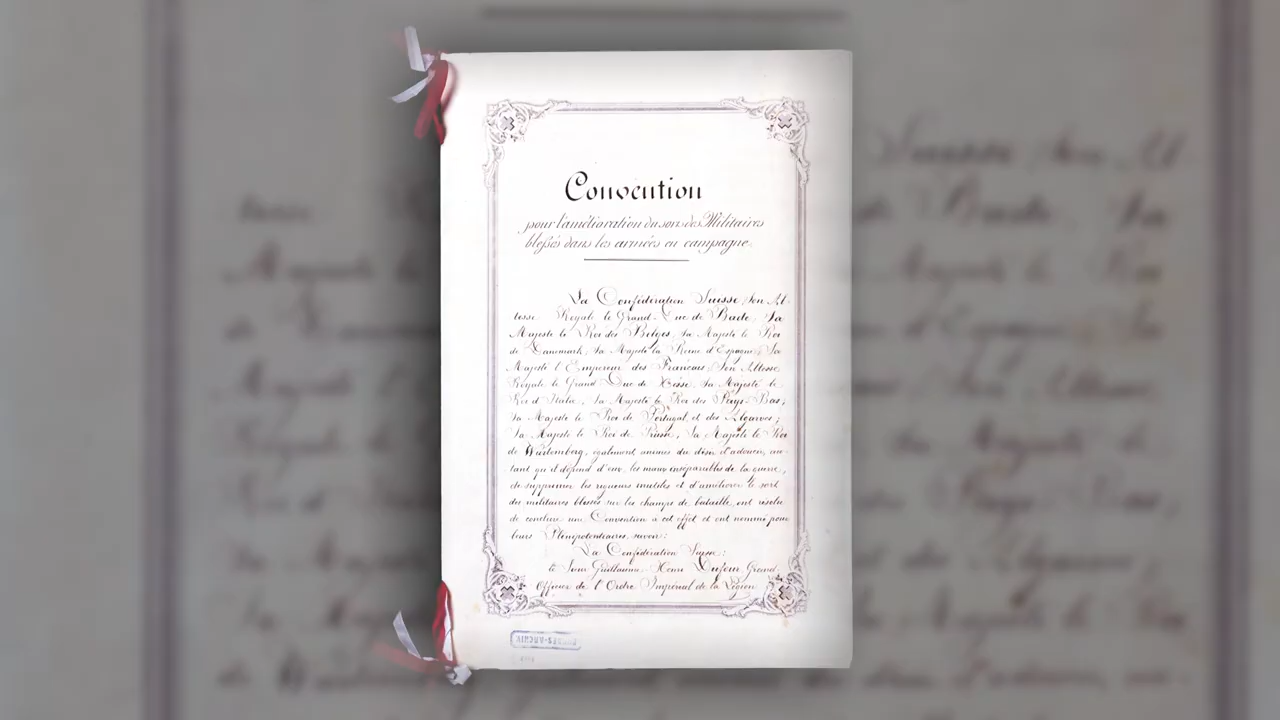 Convention
pour l'amélioration du sort des Militaires
blessés dans les armées en campagne.
La Confédération Suisse, Son Al-
tesse Royale le Grand-Duc de Bade, Sa
Majesté le Roi des Belges, Sa Majesté le Roi
de Danemark, Sa Majesté la Reine d'Espagne, Sa
Majesté l'Empereur des Français, Son Altesse
Royale le Grand-Duc de Hesse, Sa Majesté le
Roi d'Italie, Sa Majesté le Roi des Pays-Bas,
Sa Majesté le Roi de Portugal et des Algarves,
Sa Majesté le Roi de Prusse, Sa Majesté le Roi
de Würtemberg, également animés du désir d'adoucir, au-
tant qu'il dépend d'eux, les maux inséparables de la guerre,
de supprimer les rigueurs inutiles et d'améliorer le sort
des militaires blessés sur les champs de bataille, ont résolu
de conclure une Convention à cet effet et ont nommé pour
leurs Plénipotentiaires, savoir:
La Confédération Suisse:
le Sieur Guillaume-Henri Dufour, Grand
Officier de l'Ordre Impérial de la Légion